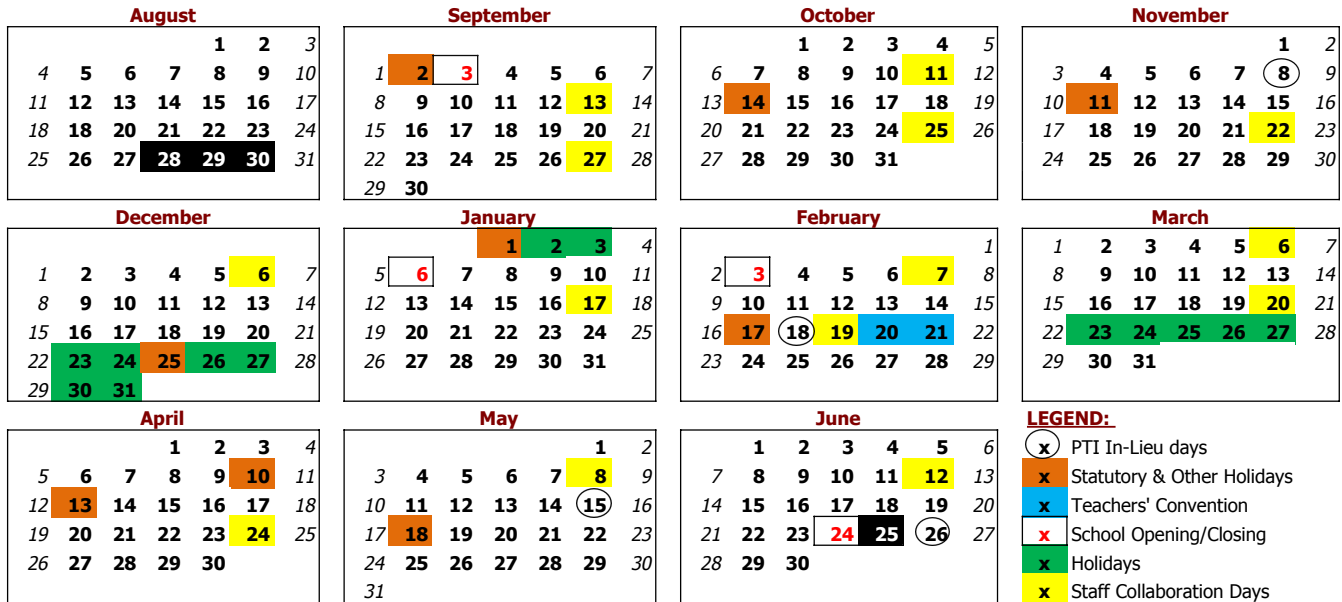 August
1 2 3
4 5 6 7 8 9 10
11 12 13 14 15 16 17
18 18 20 21 22 23 24
25 26 27 28 29 30 31
September
1 2 3 4 5 6 7
8 9 10 11 12 13 14
15 16 17 18 19 20 21
22 23 24 25 26 27 28
29 30
October
1 2 3 4 5
6 7 8 9 10 11 12
13 14 15 16 17 18 19
20 21 22 23 24 25 26
27 28 29 30 31
November
1 2
3 4 5 6 7 8 9
10 11 12 13 14 15 16
17 18 19 20 21 22 23
24 25 26 27 28 29 30
December
1 2 3 4 5 6 7
8 9 10 11 12 13 14
15 16 17 18 19 20 21
22 23 24 25 26 27 28
29 30 31
January
1 2 3 4
5 6 7 8 9 10 11
12 13 14 15 16 17 18
19 20 21 22 23 24 25
26 27 28 29 30 31
February
1
2 3 4 5 6 7 8
9 10 11 12 13 14 15
16 17 18 19 20 21 22
23 24 25 26 27 28 29
March
1 2 3 4 5 6 7
8 9 10 11 12 13 14
15 16 17 18 19 20 21
22 23 24 25 26 27 28
29 30 31
April
1 2 3 4
5 6 7 8 9 10 11
12 13 14 15 16 17 18
19 20 21 22 23 24 25
26 27 28 29 30
May
1 2
3 4 5 6 7 8 9
10 11 12 13 14 15 16
17 18 19 20 21 22 23
24 25 26 27 28 29 30
31
June
1 2 3 4 5 6
7 8 9 10 11 12 13
14 15 16 17 18 19 20
21 22 23 24 25 26 27
28 29 30
LEGEND:
x PTI In-Lieu days
x Statutory & Other Holidays
x Teachers' Convention
x School Opening/Closing
x Holidays
x Staff Collaboration Days